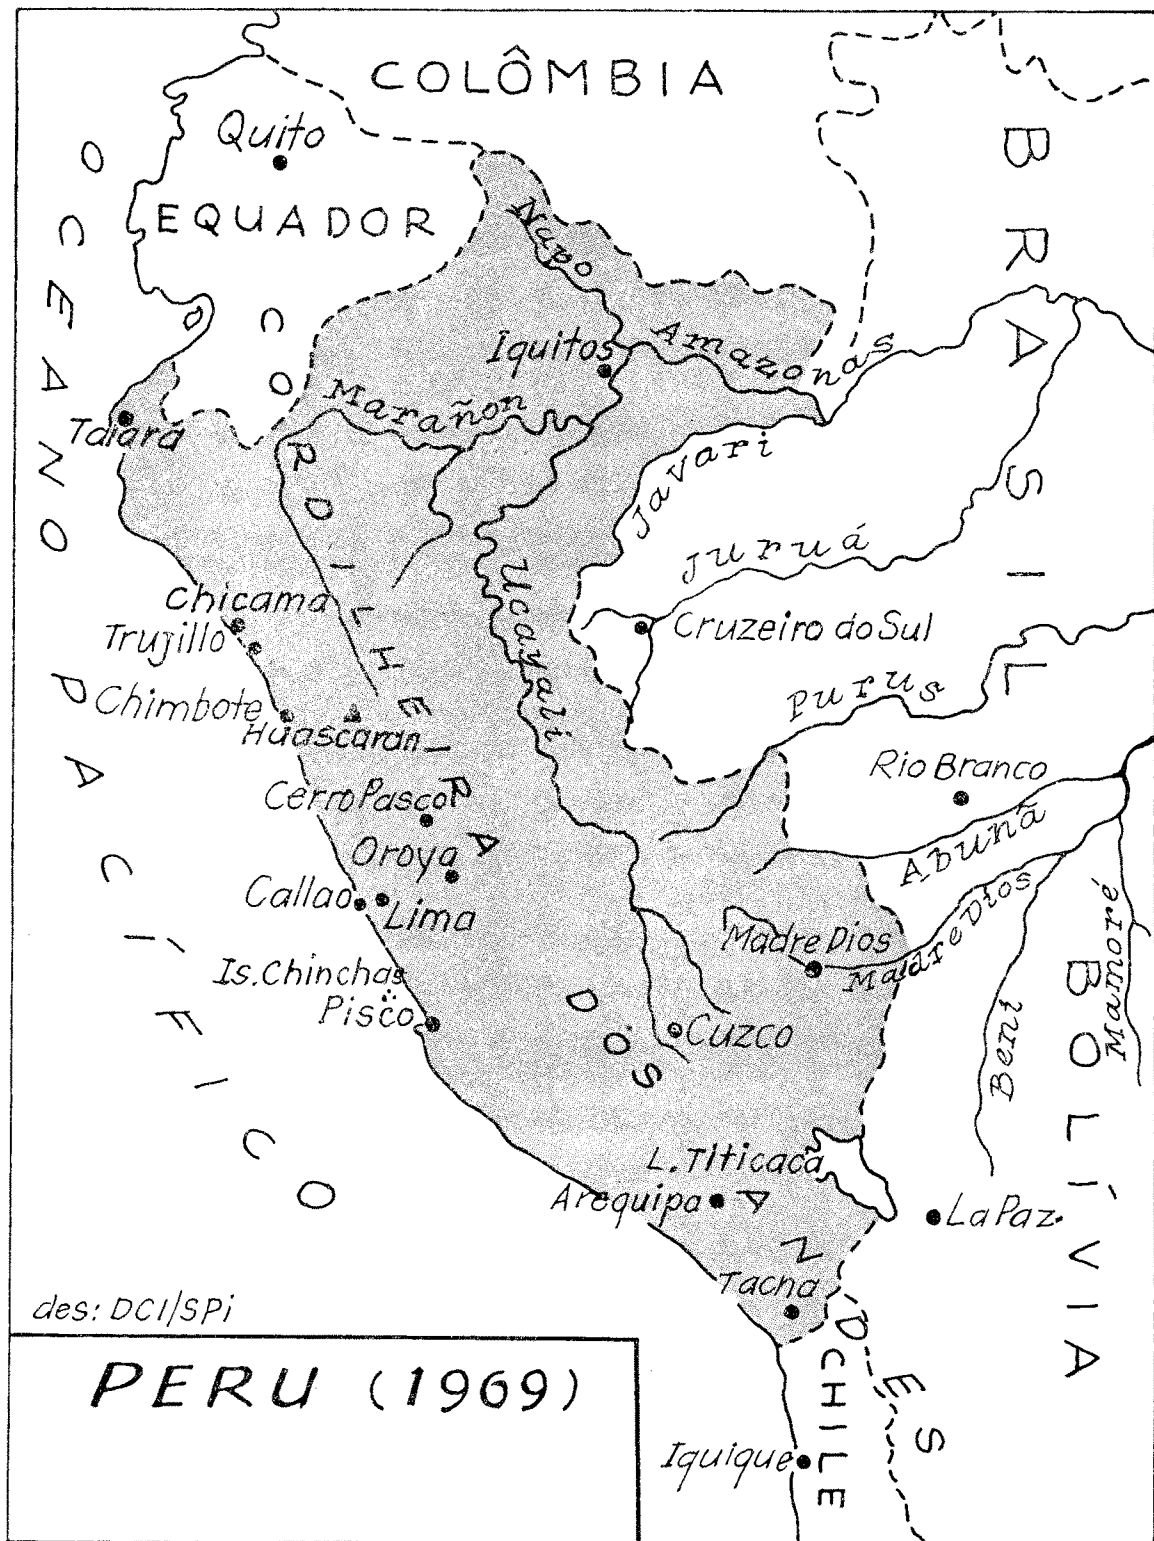 COLÔMBIA
BRASIL
Quito
EQUADOR
OCEANO PACÍFICO
Napo
Iquitos
Amazonas
Marañon
Talará
CORDILHEIRA DOS ANDES
Javari
Juruá
Ucayali
Chicama
Trujillo
Cruzeiro do Sul
Purus
Chimbote
Huascaran
Rio Branco
Cerro Pasco
Abunã
Oroya
Callao
Lima
Madre Dios
Madre Dios
Mamoré
Is. Chinchas
Pisco
Cuzco
Beni
BOLÍVIA
L. Titicaca
Arequipa
La Paz
Tacna
des: DCI/SPi
CHILE
PERU (1969)
Iquique